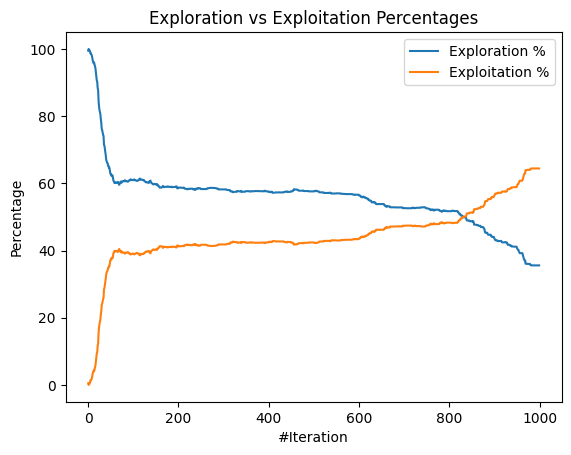 Exploration vs Exploitation Percentages
Exploration %
Exploitation %
Percentage
100
80
60
40
20
0
0 200 400 600 800 1000
#Iteration